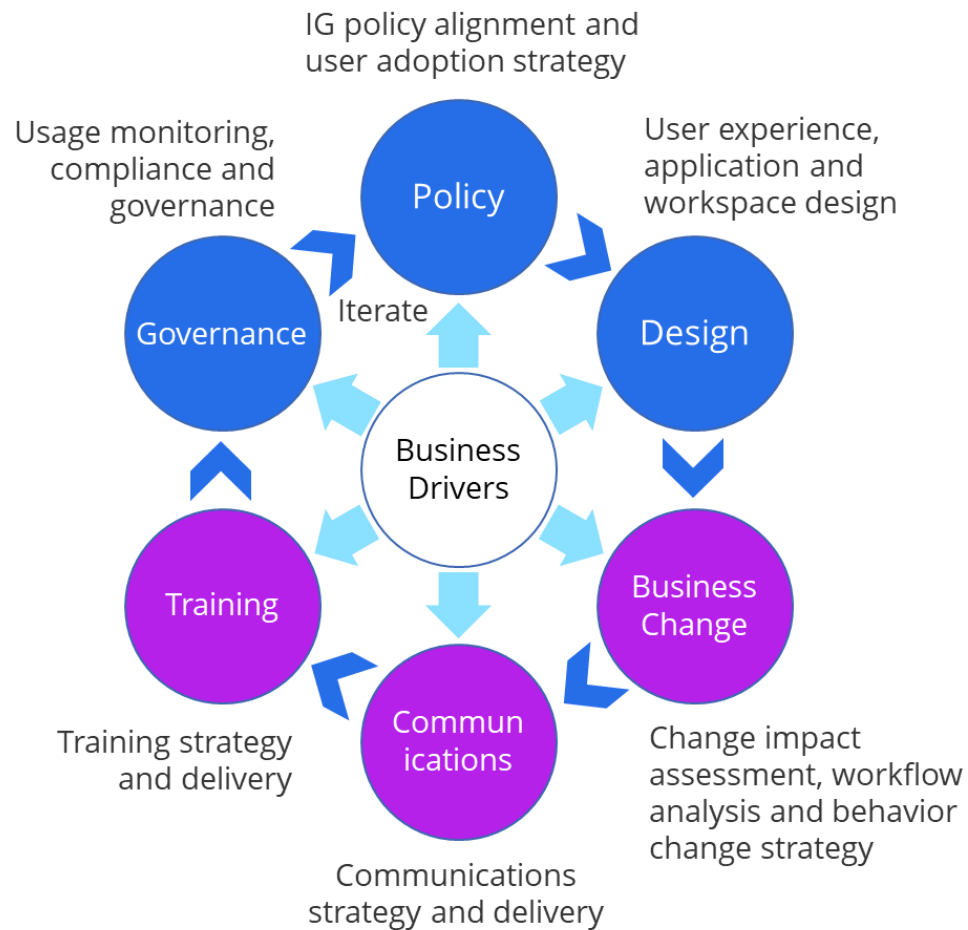 IG policy alignment and
user adoption strategy
Usage monitoring,
compliance and
governance
User experience,
application and
workspace design
Policy
Iterate
Governance
Design
Business
Drivers
Training
Business
Change
Commun
ications
Training strategy
and delivery
Change impact
assessment, workflow
analysis and behavior
change strategy
Communications
strategy and delivery